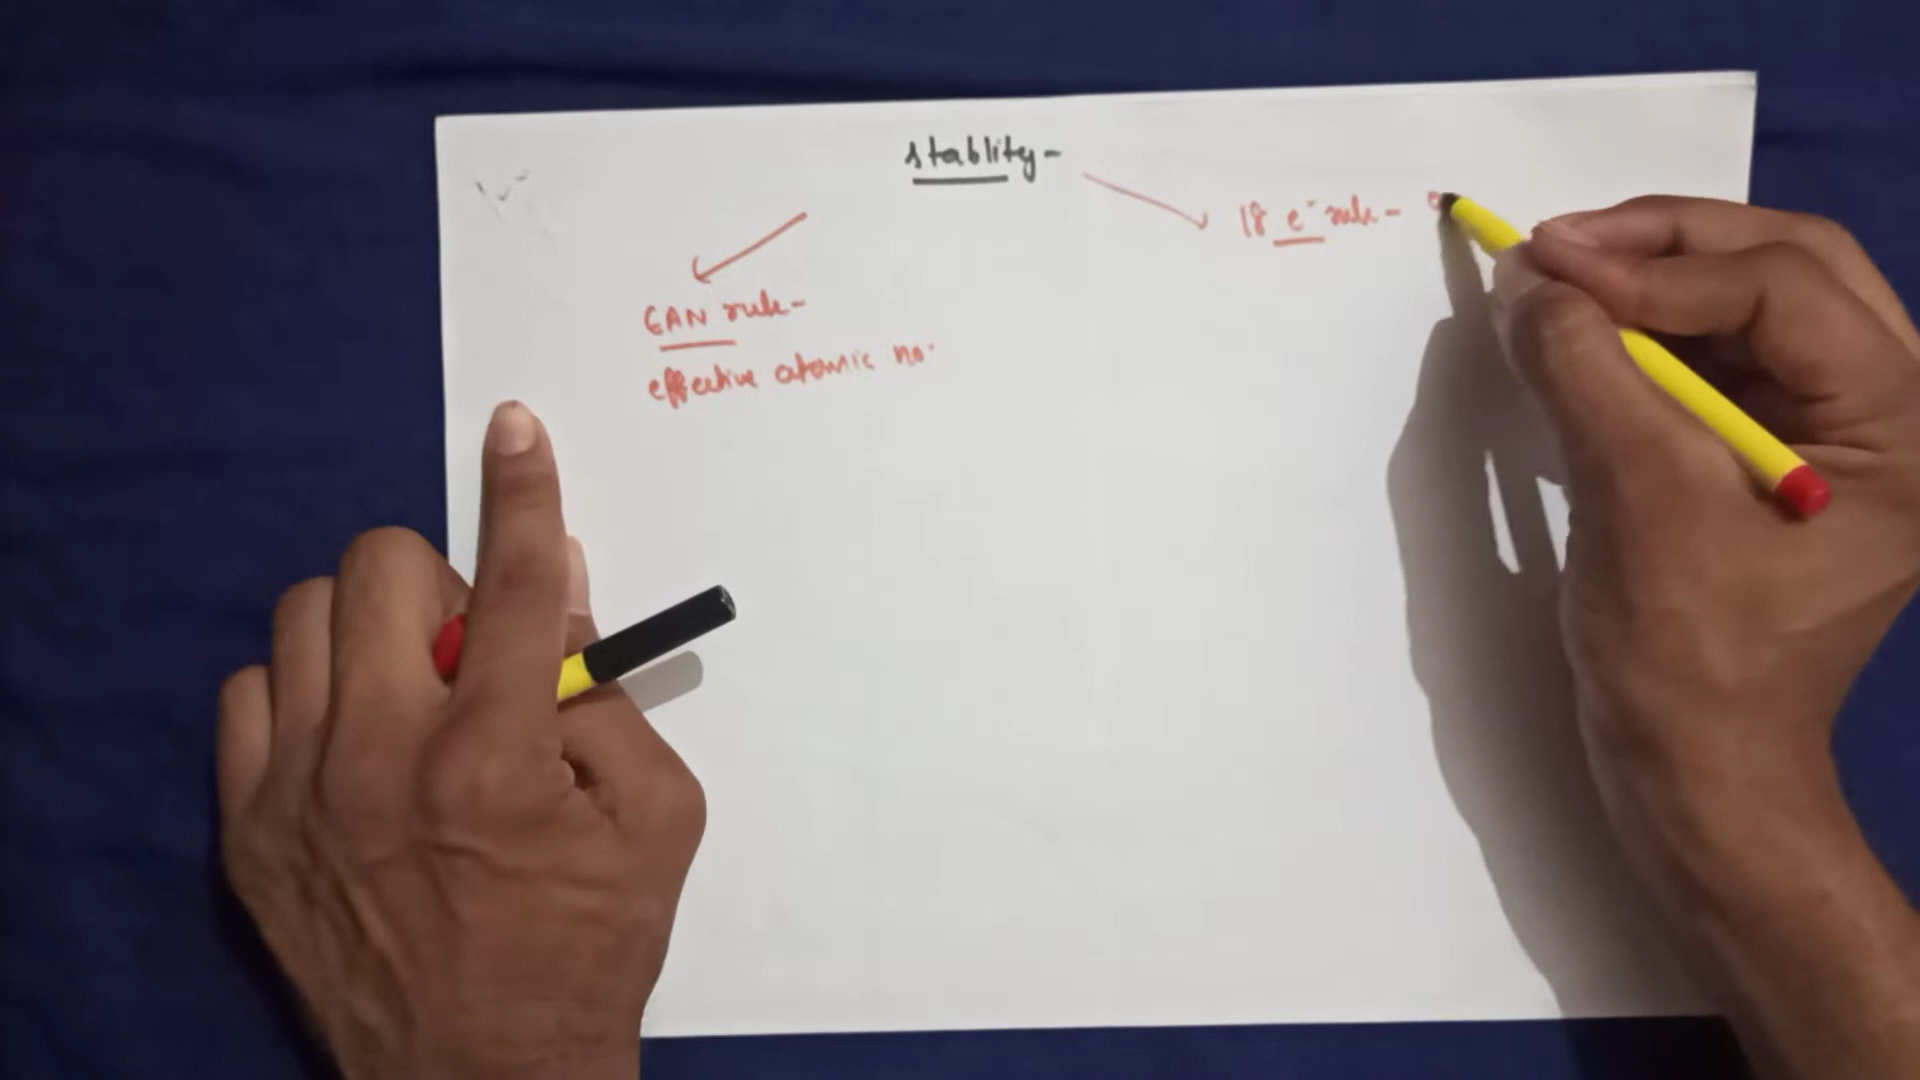 stablity-
18 e⁻ rule-
EAN rule-
effective atomic no.